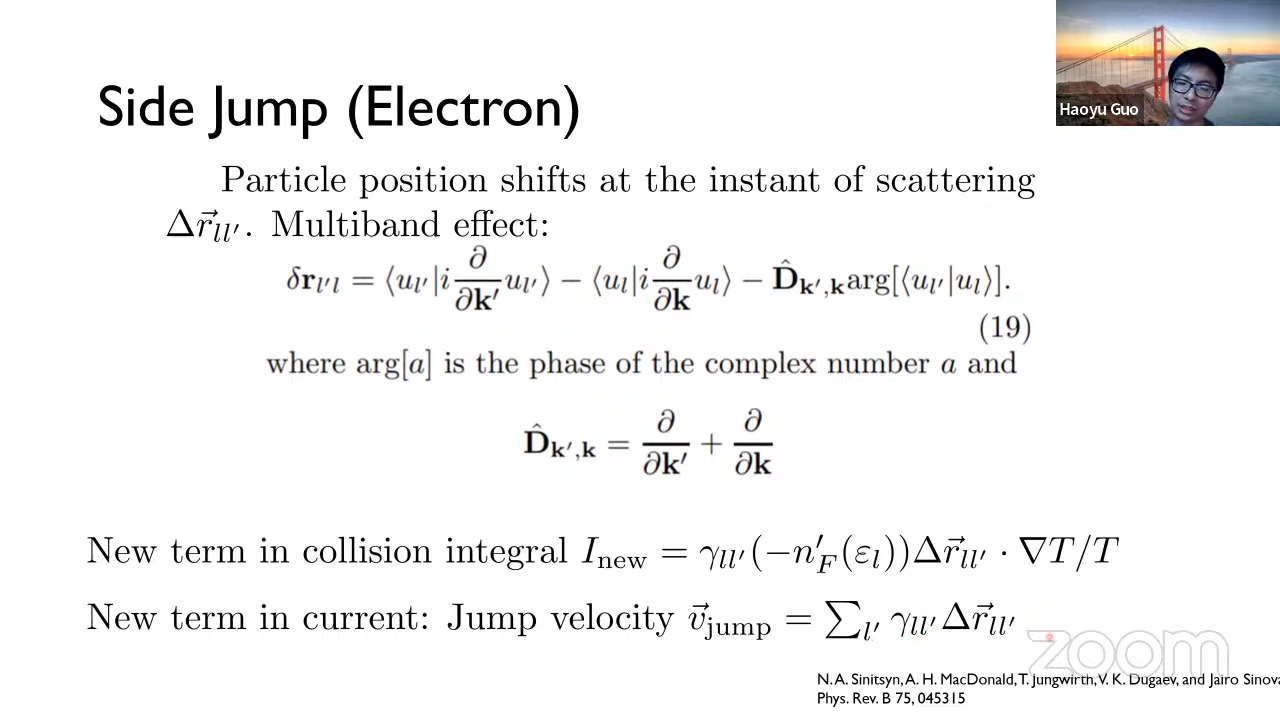 Haoyu Guo
Side Jump (Electron)
Particle position shifts at the instant of scattering
Δr⃗_{ll'}. Multiband effect:
δ𝐫_{l'l} = ⟨u_{l'}|i ∂/∂𝐤' u_{l'}⟩ − ⟨u_l|i ∂/∂𝐤 u_l⟩ − D̂_{𝐤',𝐤}arg[⟨u_{l'}|u_l⟩].
(19)
where arg[a] is the phase of the complex number a and
D̂_{𝐤',𝐤} = ∂/∂𝐤' + ∂/∂𝐤
New term in collision integral I_{new} = γ_{ll'}(−n'_F(ε_l))Δr⃗_{ll'} · ∇T/T
New term in current: Jump velocity v⃗_{jump} = ∑_{l'} γ_{ll'}Δr⃗_{ll'}
zoom
N. A. Sinitsyn, A. H. MacDonald, T. Jungwirth, V. K. Dugaev, and Jairo Sinova
Phys. Rev. B 75, 045315